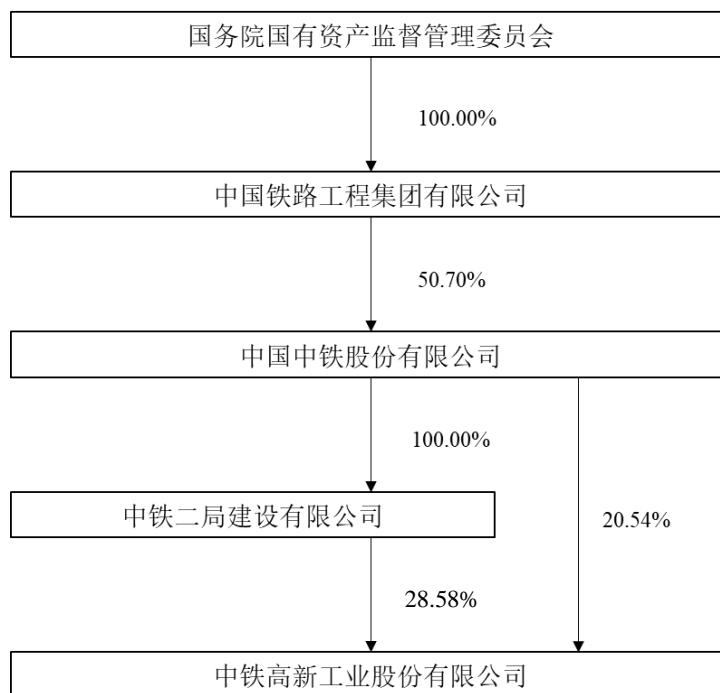 国务院国有资产监督管理委员会
100.00%
中国铁路工程集团有限公司
50.70%
中国中铁股份有限公司
100.00%
中铁二局建设有限公司
20.54%
28.58%
中铁高新工业股份有限公司